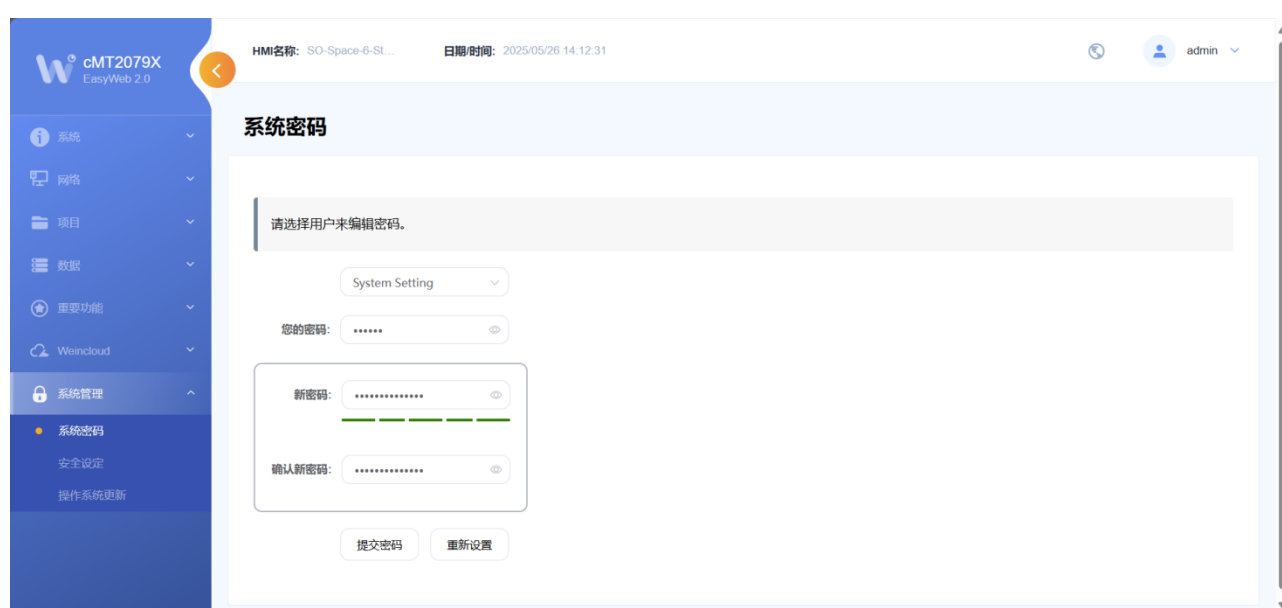 cMT2079X
EasyWeb 2.0
HMI名称: SO-Space-6-St... 日期/时间: 2025/05/26 14:12:31
admin
系统
网络
项目
数据
重要功能
Weincloud
系统管理
系统密码
安全设定
操作系统更新
系统密码
请选择用户来编辑密码。
System Setting
您的密码: ••••••
新密码: ••••••••••••••
确认新密码: ••••••••••••••
提交密码 重新设置